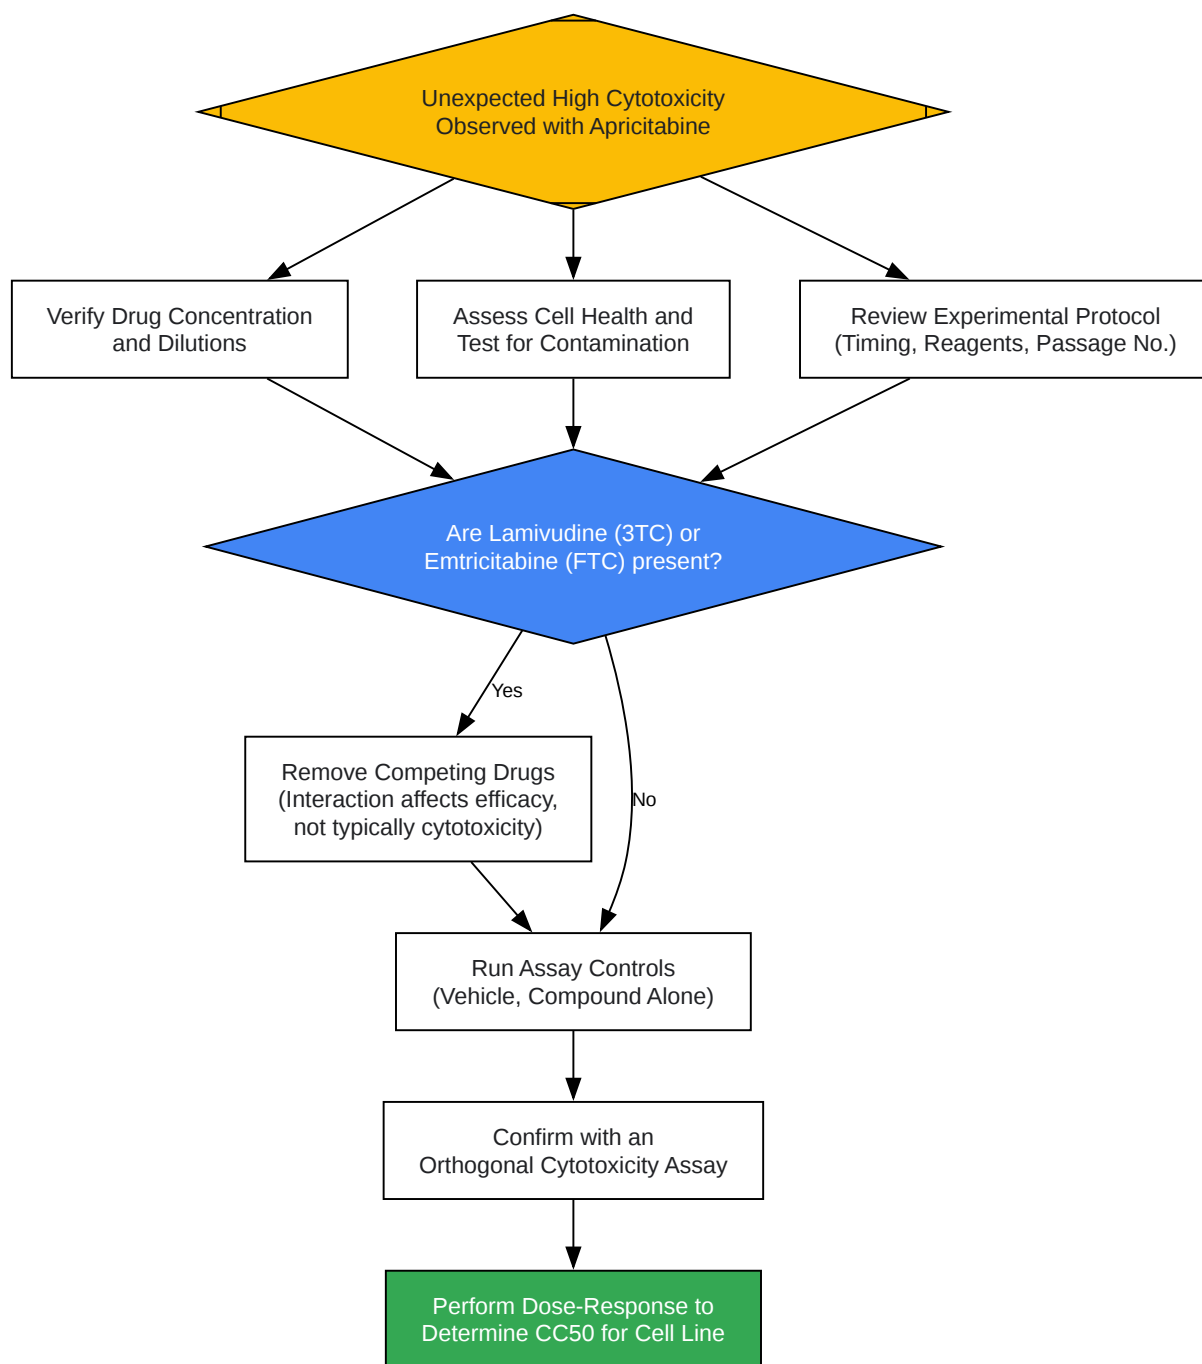 Unexpected High Cytotoxicity
Observed with Apricitabine
Verify Drug Concentration
and Dilutions
Assess Cell Health and
Test for Contamination
Review Experimental Protocol
(Timing, Reagents, Passage No.)
Are Lamivudine (3TC) or
Emtricitabine (FTC) present?
Yes
No
Remove Competing Drugs
(Interaction affects efficacy,
not typically cytotoxicity)
Run Assay Controls
(Vehicle, Compound Alone)
Confirm with an
Orthogonal Cytotoxicity Assay
Perform Dose-Response to
Determine CC50 for Cell Line